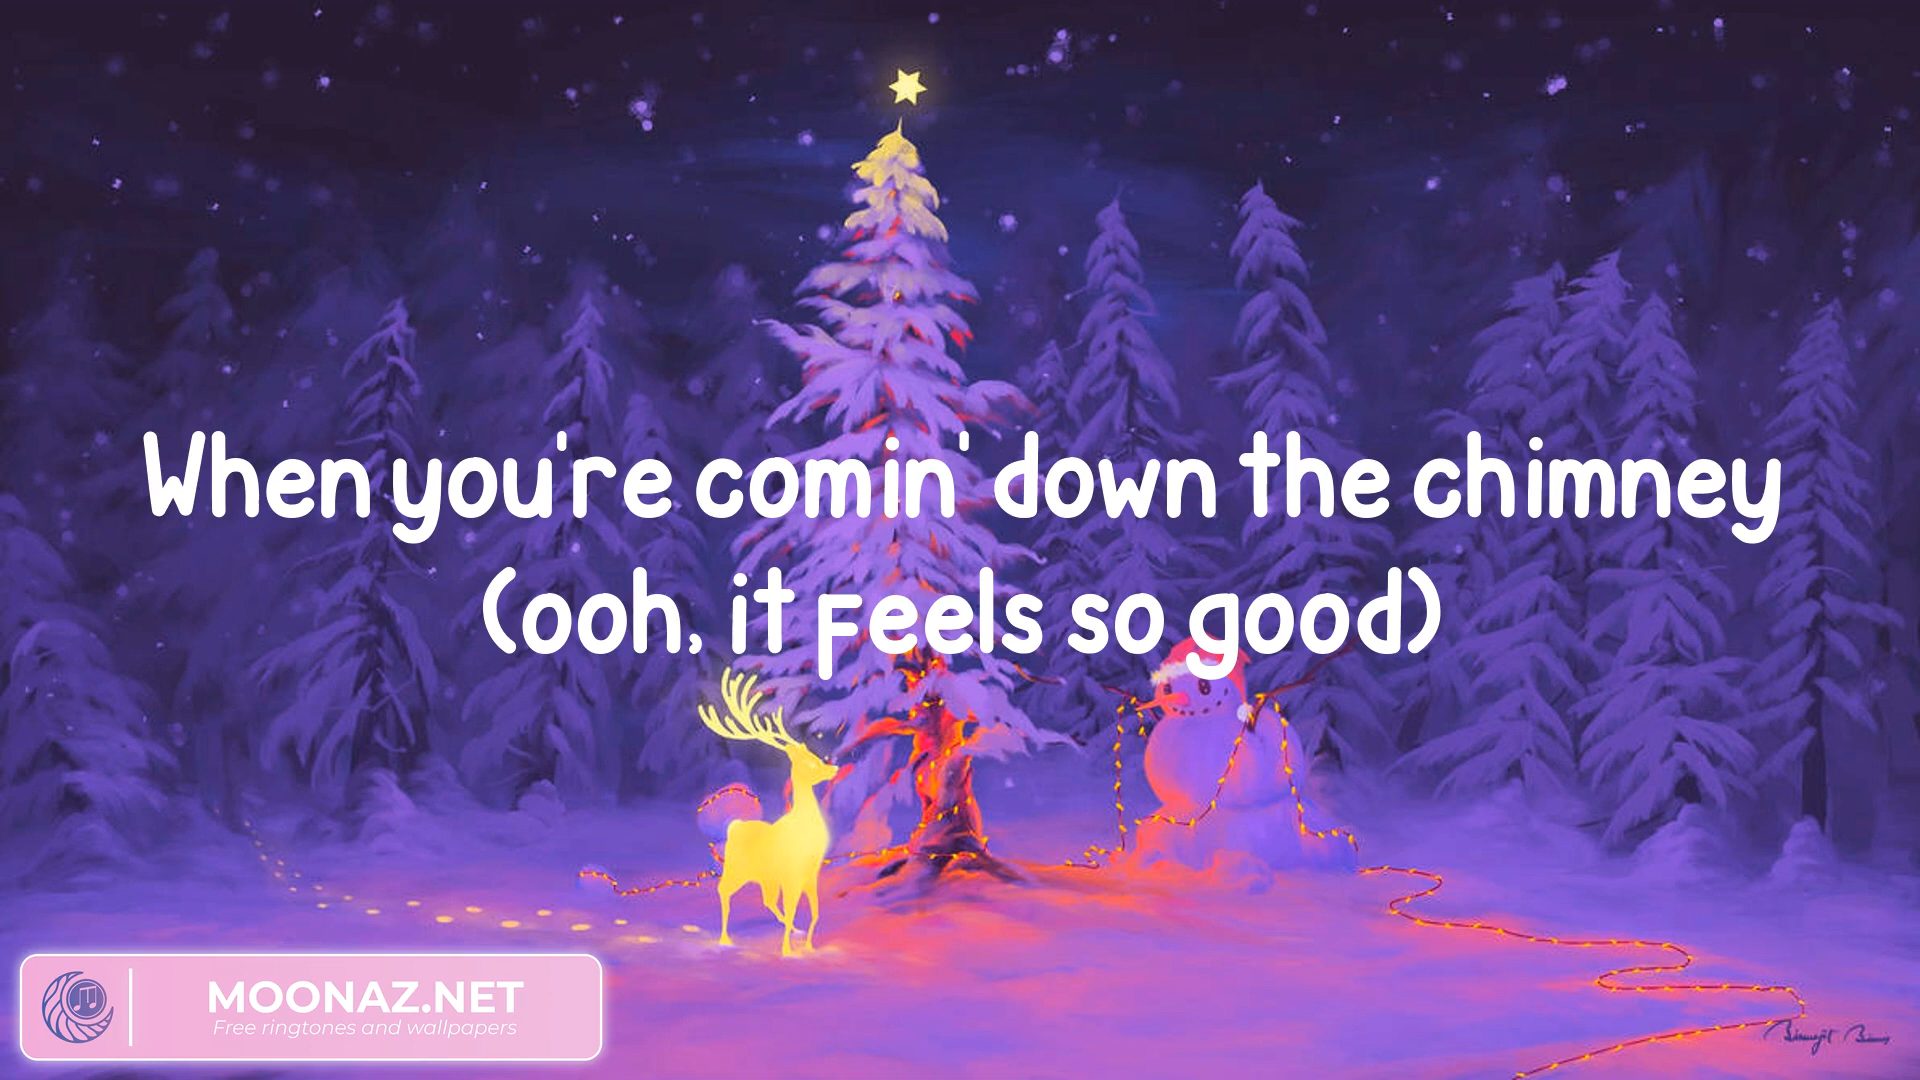 When you're comin' down the chimney
(ooh, it feels so good)
MOONAZ.NET
Free ringtones and wallpapers